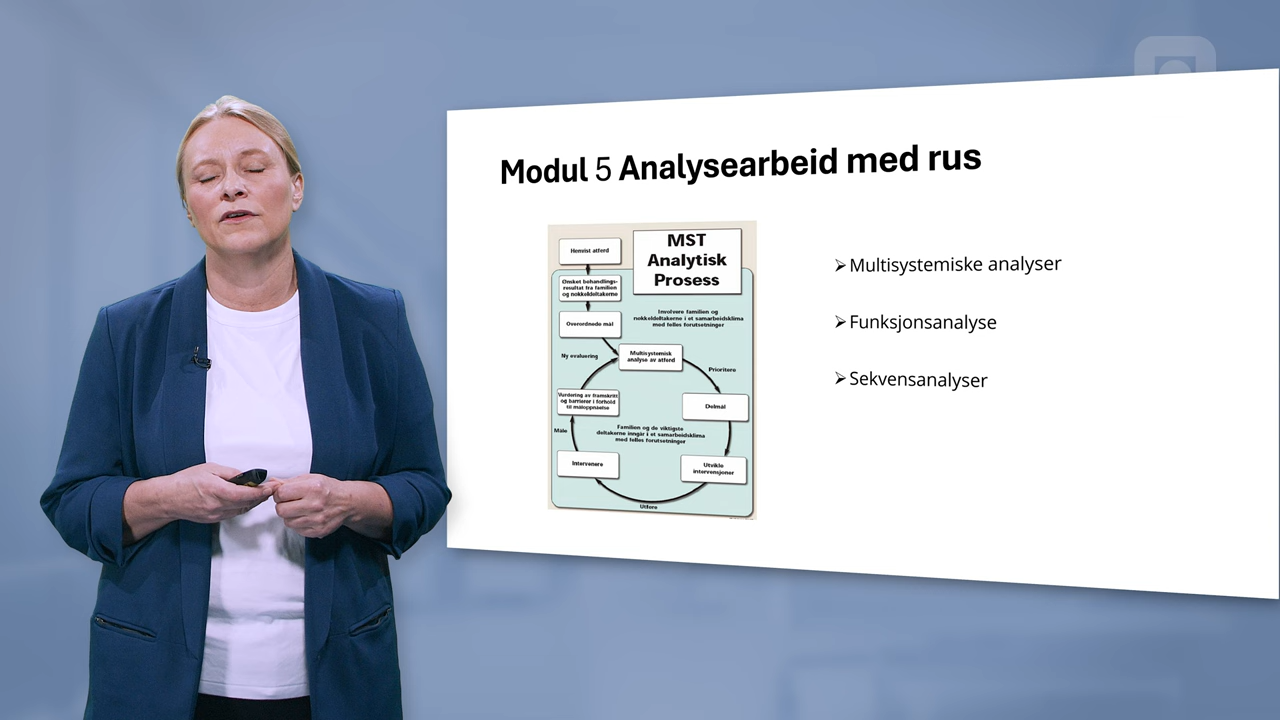 Modul 5 Analysearbeid med rus
MST
Analytisk
Prosess
Henvist atferd
Ønsket behandlings-
resultat fra familien
og nøkkeldeltakerne
Overordnede mål
Involvere familien og
nøkkeldeltakerne i et samarbeidsklima
med felles forutsetninger
Ny evaluering
Multisystemisk
analyse av atferd
Prioritere
Vurdering av framskritt
og barrierer i forhold
til måloppnåelse
Delmål
Måle
Familien og de viktigste
deltakerne inngår i et samarbeidsklima
med felles forutsetninger
Intervenere
Utvikle
intervensjoner
Utføre
Multisystemiske analyser
Funksjonsanalyse
Sekvensanalyser